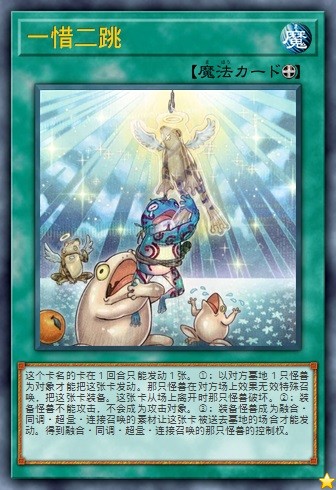 一惜二跳
魔
【魔法カード】
这个卡名的卡在1回合只能发动1张。①：以对方墓地1只怪兽
为对象才能把这张卡发动。那只怪兽在对方场上效果无效特殊召
唤，把这张卡装备。这张卡从场上离开时那只怪兽破坏。②：装
备怪兽不能攻击，不会成为攻击对象。③：装备怪兽成为融合·
同调·超量·连接召唤的素材让这张卡被送去墓地的场合才能发
动。得到融合·同调·超量·连接召唤的那只怪兽的控制权。